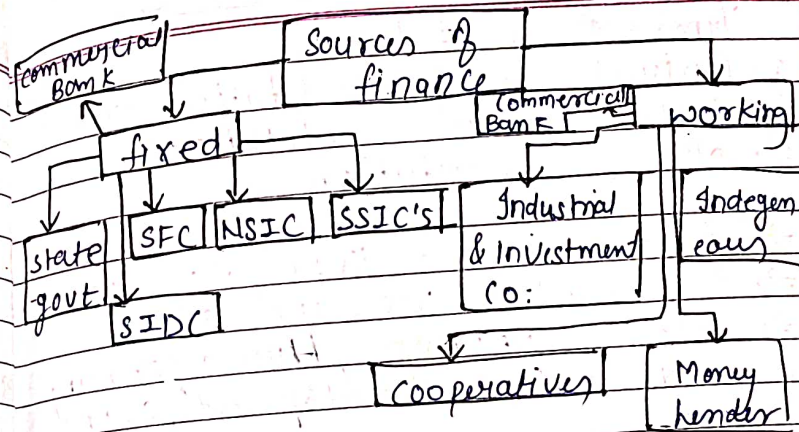 Sources of
finance
Commercial
Bank
Commercial
Bank
working
fixed
state
govt
SFC
NSIC
SSIC's
Industrial
& Investment
CO:
Indegen
eous
SIDC
Cooperatives
Money
Lender